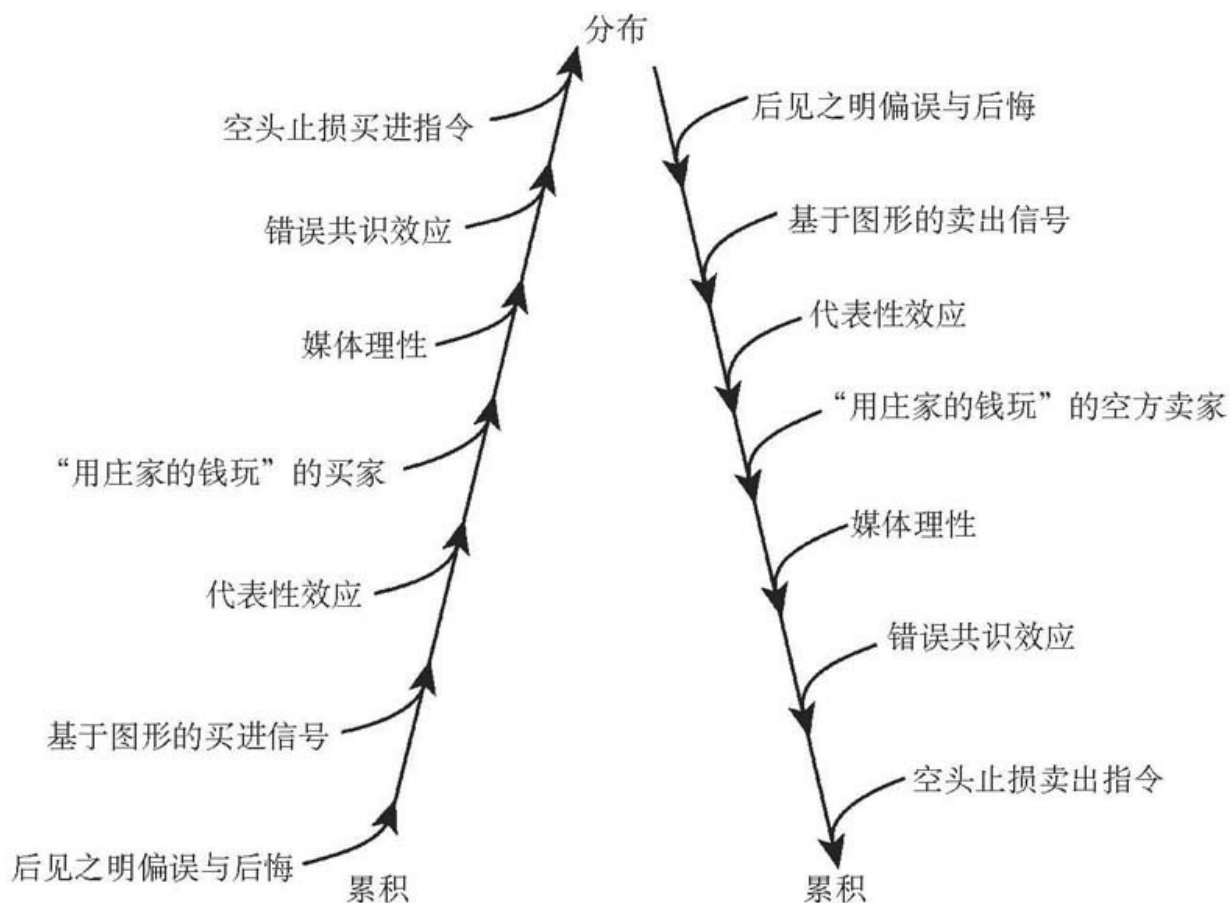 分布
空头止损买进指令
错误共识效应
媒体理性
“用庄家的钱玩”的买家
代表性效应
基于图形的买进信号
后见之明偏误与后悔
累积
后见之明偏误与后悔
基于图形的卖出信号
代表性效应
“用庄家的钱玩”的空方卖家
媒体理性
错误共识效应
空头止损卖出指令
累积